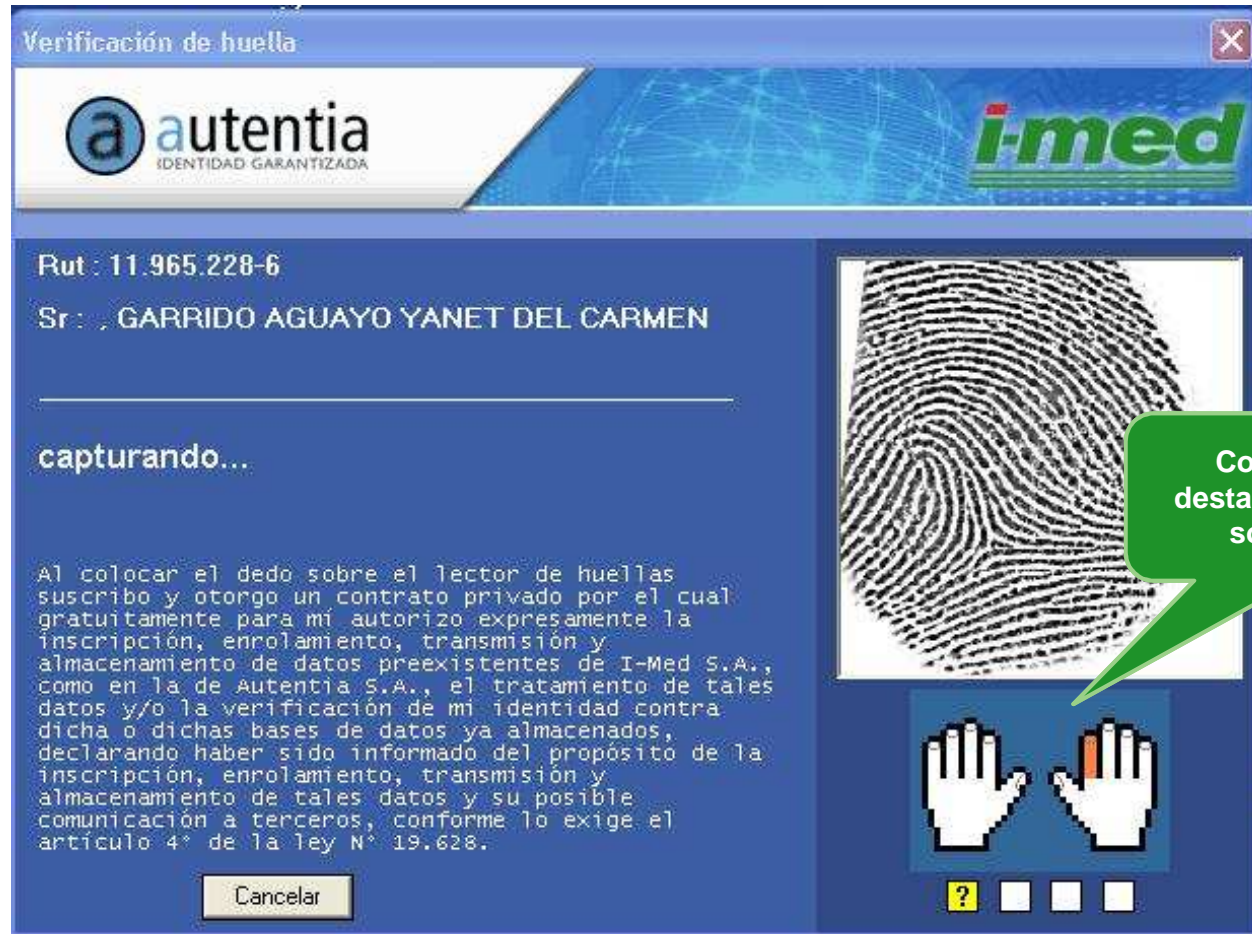 Verificación de huella
a autentia
IDENTIDAD GARANTIZADA
i-med
Rut : 11.965.228-6
Sr : , GARRIDO AGUAYO YANET DEL CARMEN
capturando...
Al colocar el dedo sobre el lector de huellas
suscribo y otorgo un contrato privado por el cual
gratuitamente para mí autorizo expresamente la
inscripción, enrolamiento, transmisión y
almacenamiento de datos preexistentes de I-Med S.A.,
como en la de Autentia S.A., el tratamiento de tales
datos y/o la verificación de mi identidad contra
dicha o dichas bases de datos ya almacenados,
declarando haber sido informado del propósito de la
inscripción, enrolamiento, transmisión y
almacenamiento de tales datos y su posible
comunicación a terceros, conforme lo exige el
artículo 4° de la ley N° 19.628.
Cancelar
Co
desta
so
?